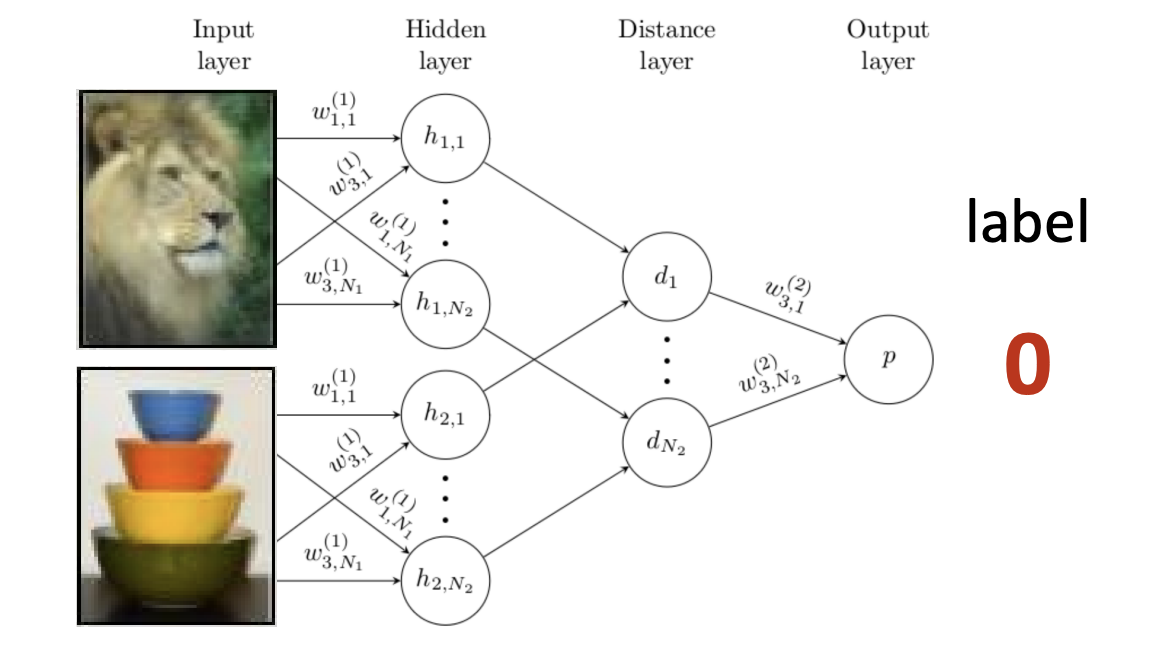 Input layer
Hidden layer
Distance layer
Output layer
w_{1,1}^{(1)}
w_{3,1}^{(1)}
w_{1,N_1}^{(1)}
w_{3,N_1}^{(1)}
h_{1,1}
h_{1,N_2}
w_{1,1}^{(1)}
w_{3,1}^{(1)}
w_{1,N_1}^{(1)}
w_{3,N_1}^{(1)}
h_{2,1}
h_{2,N_2}
d_1
d_{N_2}
w_{3,1}^{(2)}
w_{3,N_2}^{(2)}
p
label
0